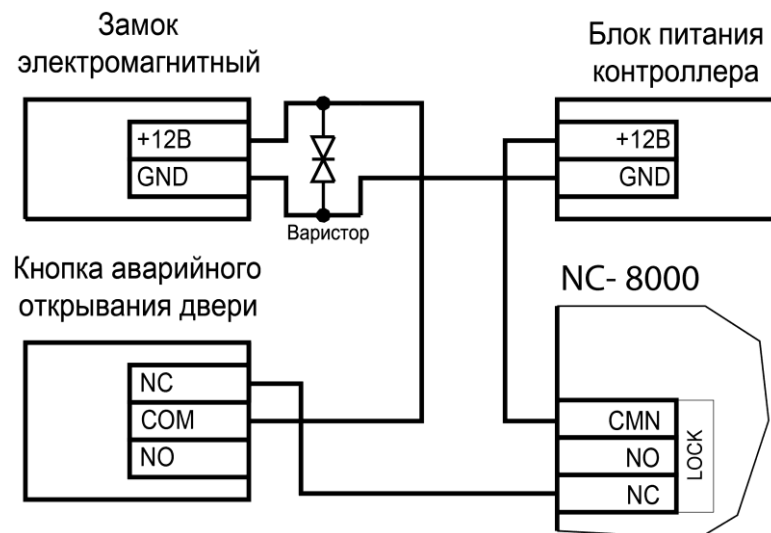 Замок
электромагнитный
+12В
GND
Варистор
Блок питания
контроллера
+12В
GND
Кнопка аварийного
открывания двери
NC
COM
NO
NC- 8000
CMN
NO
NC
LOCK